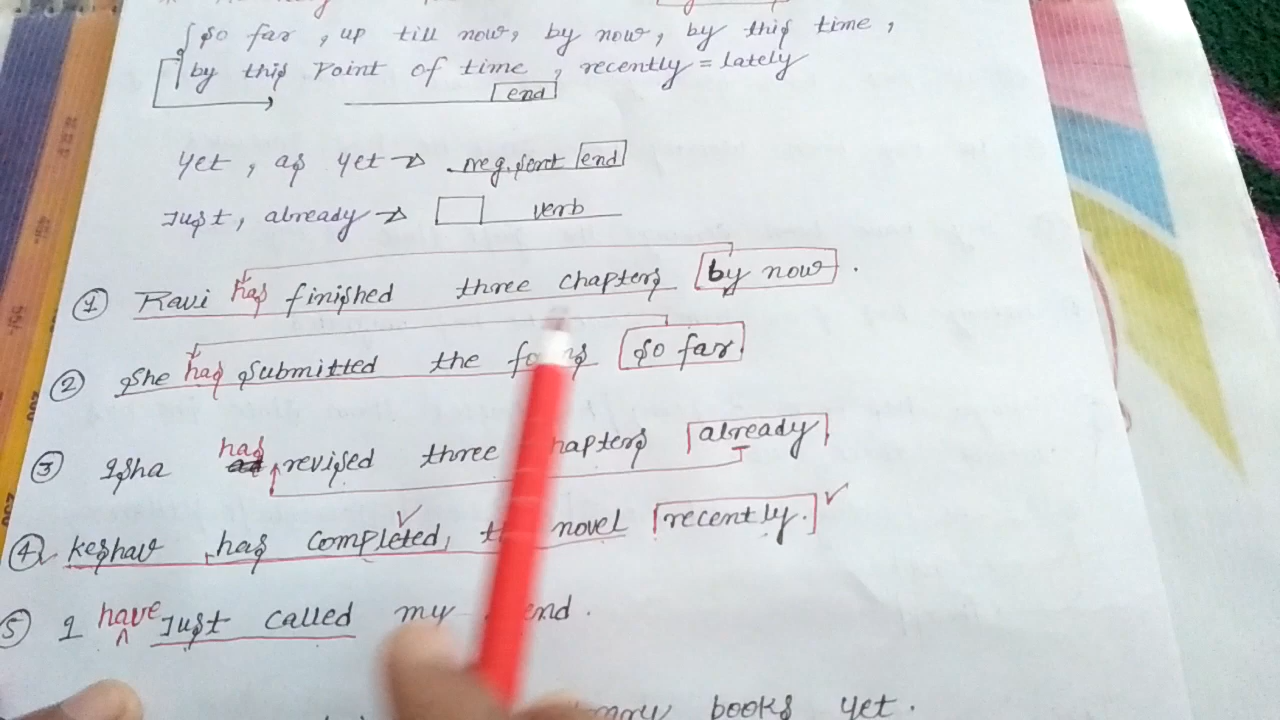 so far , up till now, by now, by this time ,
by this point of time , recently = lately
end
yet , as yet → neg. sent end
Just, already → verb
① Ravi has finished three chapters by now .
② She has submitted the so far.
③ Isha has revised three chapters already
④ Keshav has completed, novel recently.
⑤ I have Just called my .
books yet .